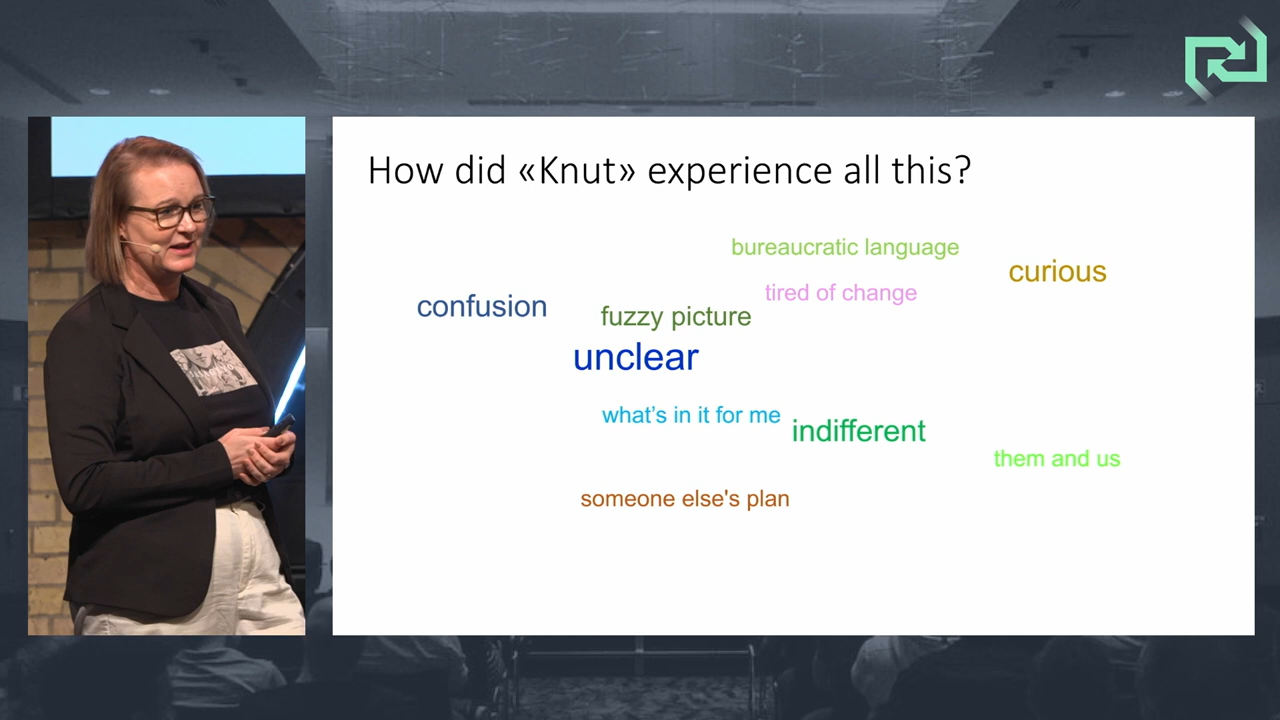 How did «Knut» experience all this?
bureaucratic language
curious
tired of change
confusion
fuzzy picture
unclear
what’s in it for me
indifferent
them and us
someone else's plan